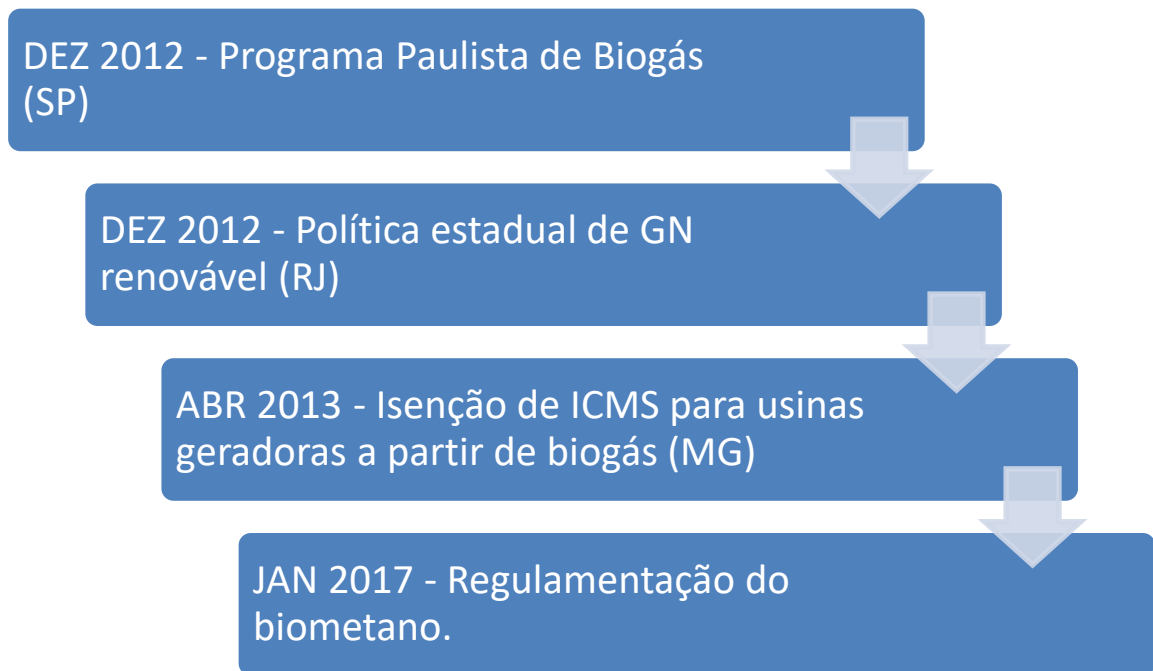 DEZ 2012 - Programa Paulista de Biogás
(SP)
DEZ 2012 - Política estadual de GN
renovável (RJ)
ABR 2013 - Isenção de ICMS para usinas
geradoras a partir de biogás (MG)
JAN 2017 - Regulamentação do
biometano.